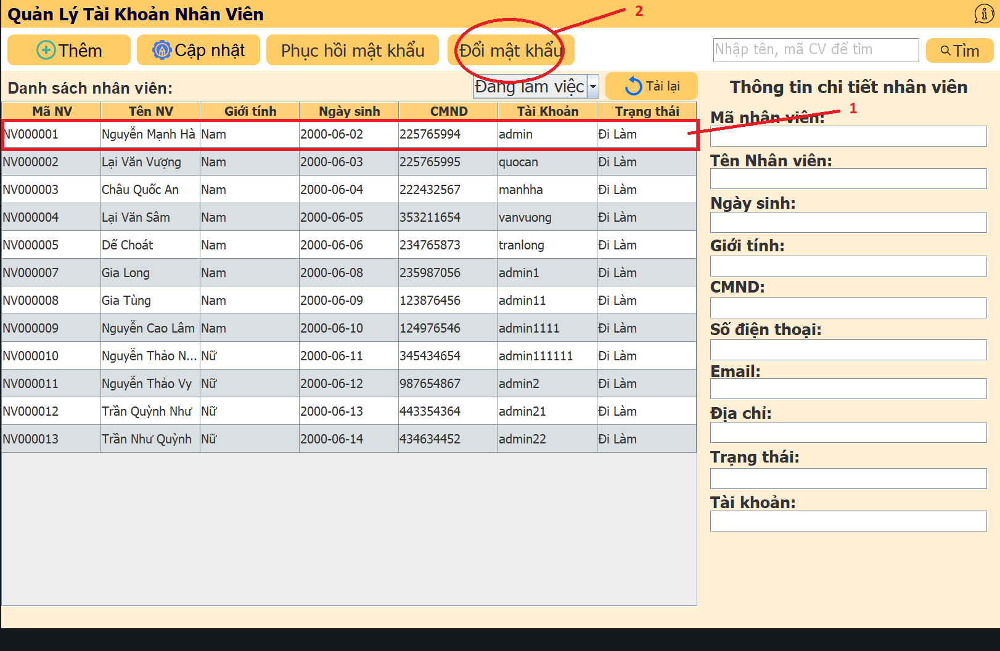 Quản Lý Tài Khoản Nhân Viên
2
Thêm Cập nhật Phục hồi mật khẩu Đổi mật khẩu Nhập tên, mã CV để tìm Tìm
Danh sách nhân viên: Đang làm việc Tải lại
Mã NV Tên NV Giới tính Ngày sinh CMND Tài Khoản Trạng thái
NV000001 Nguyễn Mạnh Hà Nam 2000-06-02 225765994 admin Đi Làm
NV000002 Lại Văn Vượng Nam 2000-06-03 225765995 quocan Đi Làm
NV000003 Châu Quốc An Nam 2000-06-04 222432567 manhha Đi Làm
NV000004 Lại Văn Sâm Nam 2000-06-05 353211654 vanvuong Đi Làm
NV000005 Dế Choát Nam 2000-06-06 234765873 tranlong Đi Làm
NV000007 Gia Long Nam 2000-06-08 235987056 admin1 Đi Làm
NV000008 Gia Tùng Nam 2000-06-09 123876456 admin11 Đi Làm
NV000009 Nguyễn Cao Lâm Nam 2000-06-10 124976546 admin1111 Đi Làm
NV000010 Nguyễn Thảo N... Nữ 2000-06-11 345434654 admin111111 Đi Làm
NV000011 Nguyễn Thảo Vy Nữ 2000-06-12 987654867 admin2 Đi Làm
NV000012 Trần Quỳnh Như Nữ 2000-06-13 443354364 admin21 Đi Làm
NV000013 Trần Như Quỳnh Nữ 2000-06-14 434634452 admin22 Đi Làm
Thông tin chi tiết nhân viên
1
Mã nhân viên:
Tên Nhân viên:
Ngày sinh:
Giới tính:
CMND:
Số điện thoại:
Email:
Địa chỉ:
Trạng thái:
Tài khoản: